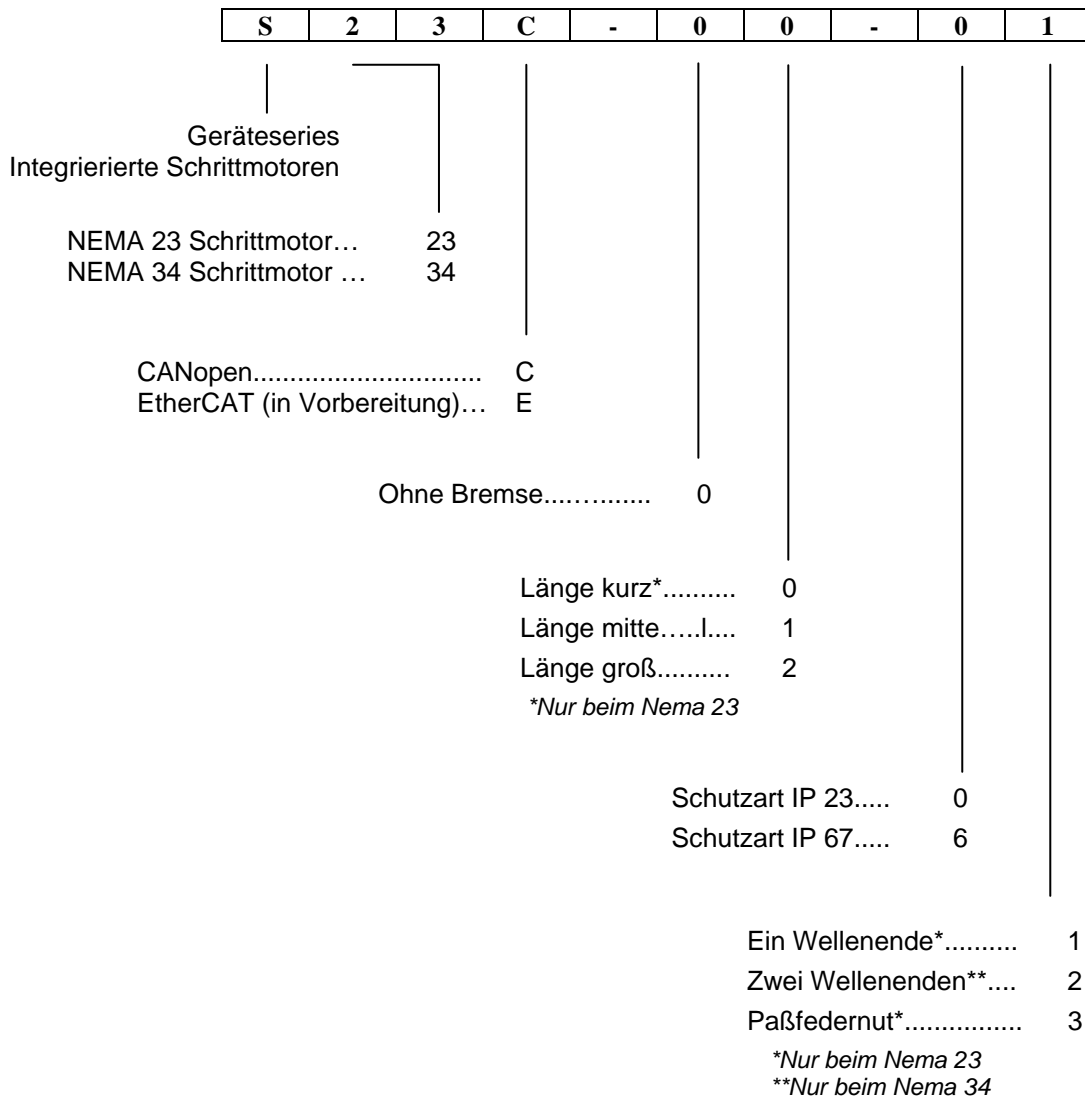 S 2 3 C - 0 0 - 0 1
Geräteseries
Integrierierte Schrittmotoren
NEMA 23 Schrittmotor… 23
NEMA 34 Schrittmotor … 34
CANopen............................... C
EtherCAT (in Vorbereitung)… E
Ohne Bremse....…....... 0
Länge kurz*.......... 0
Länge mitte…..l.... 1
Länge groß.......... 2
*Nur beim Nema 23
Schutzart IP 23..... 0
Schutzart IP 67..... 6
Ein Wellenende*.......... 1
Zwei Wellenenden**.... 2
Paßfedernut*................ 3
*Nur beim Nema 23
**Nur beim Nema 34